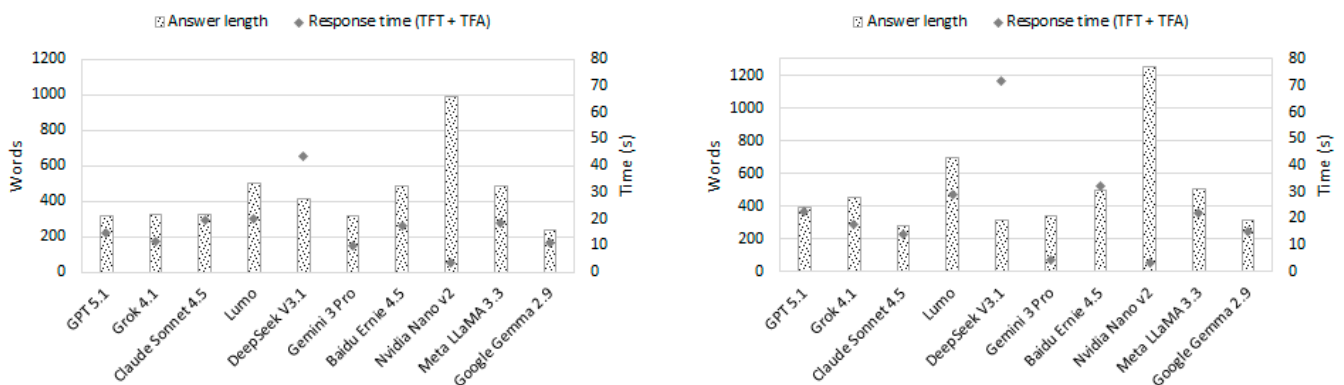 Answer length Response time (TFT + TFA)
1200
1000
800
600
400
200
0
Words
80
70
60
50
40
30
20
10
0
Time (s)
GPT 5.1
Grok 4.1
Claude Sonnet 4.5
Lumo
DeepSeek V3.1
Gemini 3 Pro
Baidu Ernie 4.5
Nvidia Nano v2
Meta LLaMA 3.3
Google Gemma 2.9
Answer length Response time (TFT + TFA)
1200
1000
800
600
400
200
0
Words
80
70
60
50
40
30
20
10
0
Time (s)
GPT 5.1
Grok 4.1
Claude Sonnet 4.5
Lumo
DeepSeek V3.1
Gemini 3 Pro
Baidu Ernie 4.5
Nvidia Nano v2
Meta LLaMA 3.3
Google Gemma 2.9